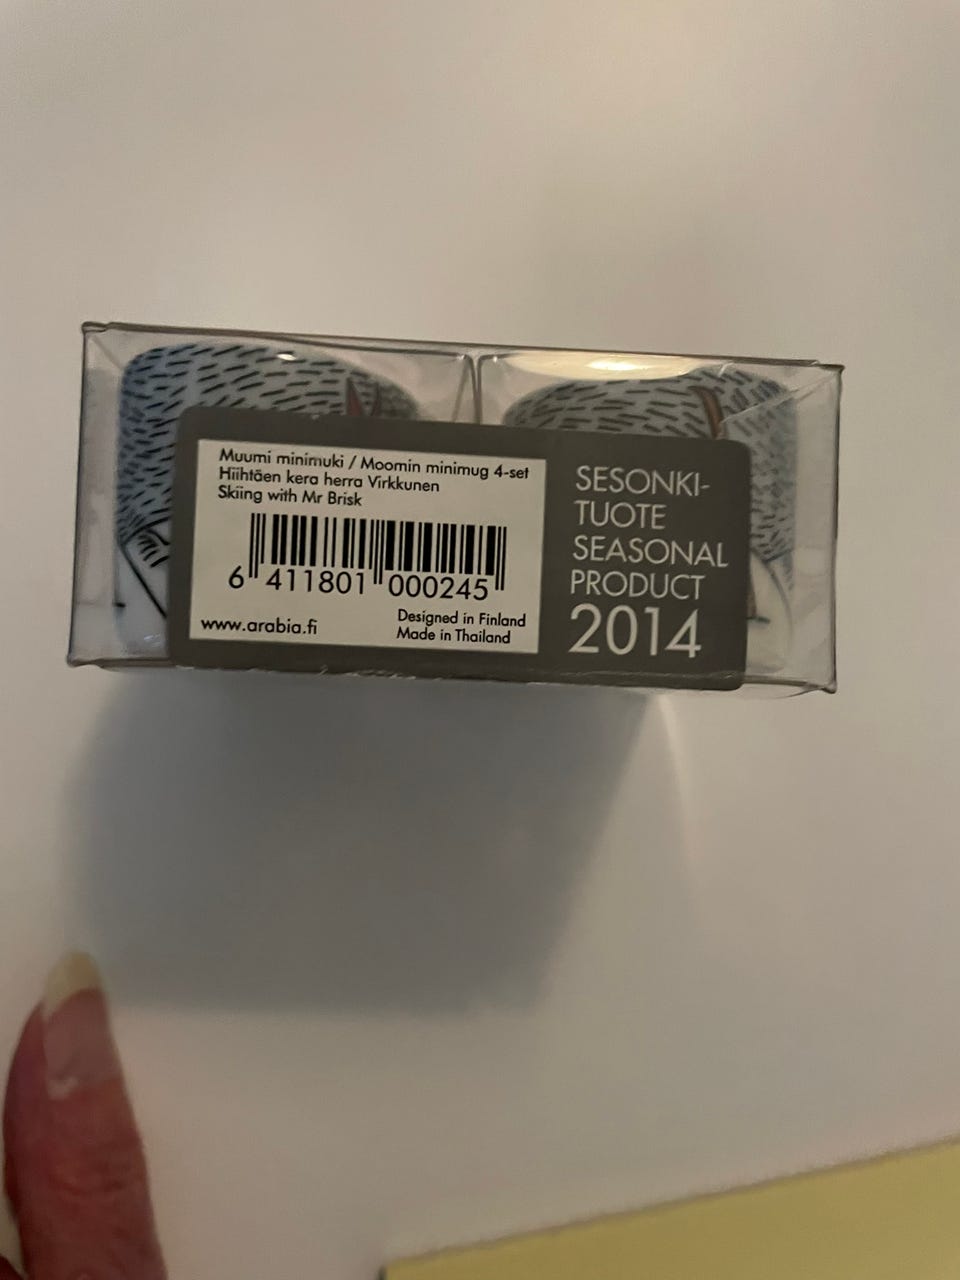 Muumi minimuki / Moomin minimug 4-set
Hiihtäen kera herra Virkkunen
Skiing with Mr Brisk
6 411801 000245
www.arabia.fi
Designed in Finland
Made in Thailand
SESONKI-
TUOTE
SEASONAL
PRODUCT
2014